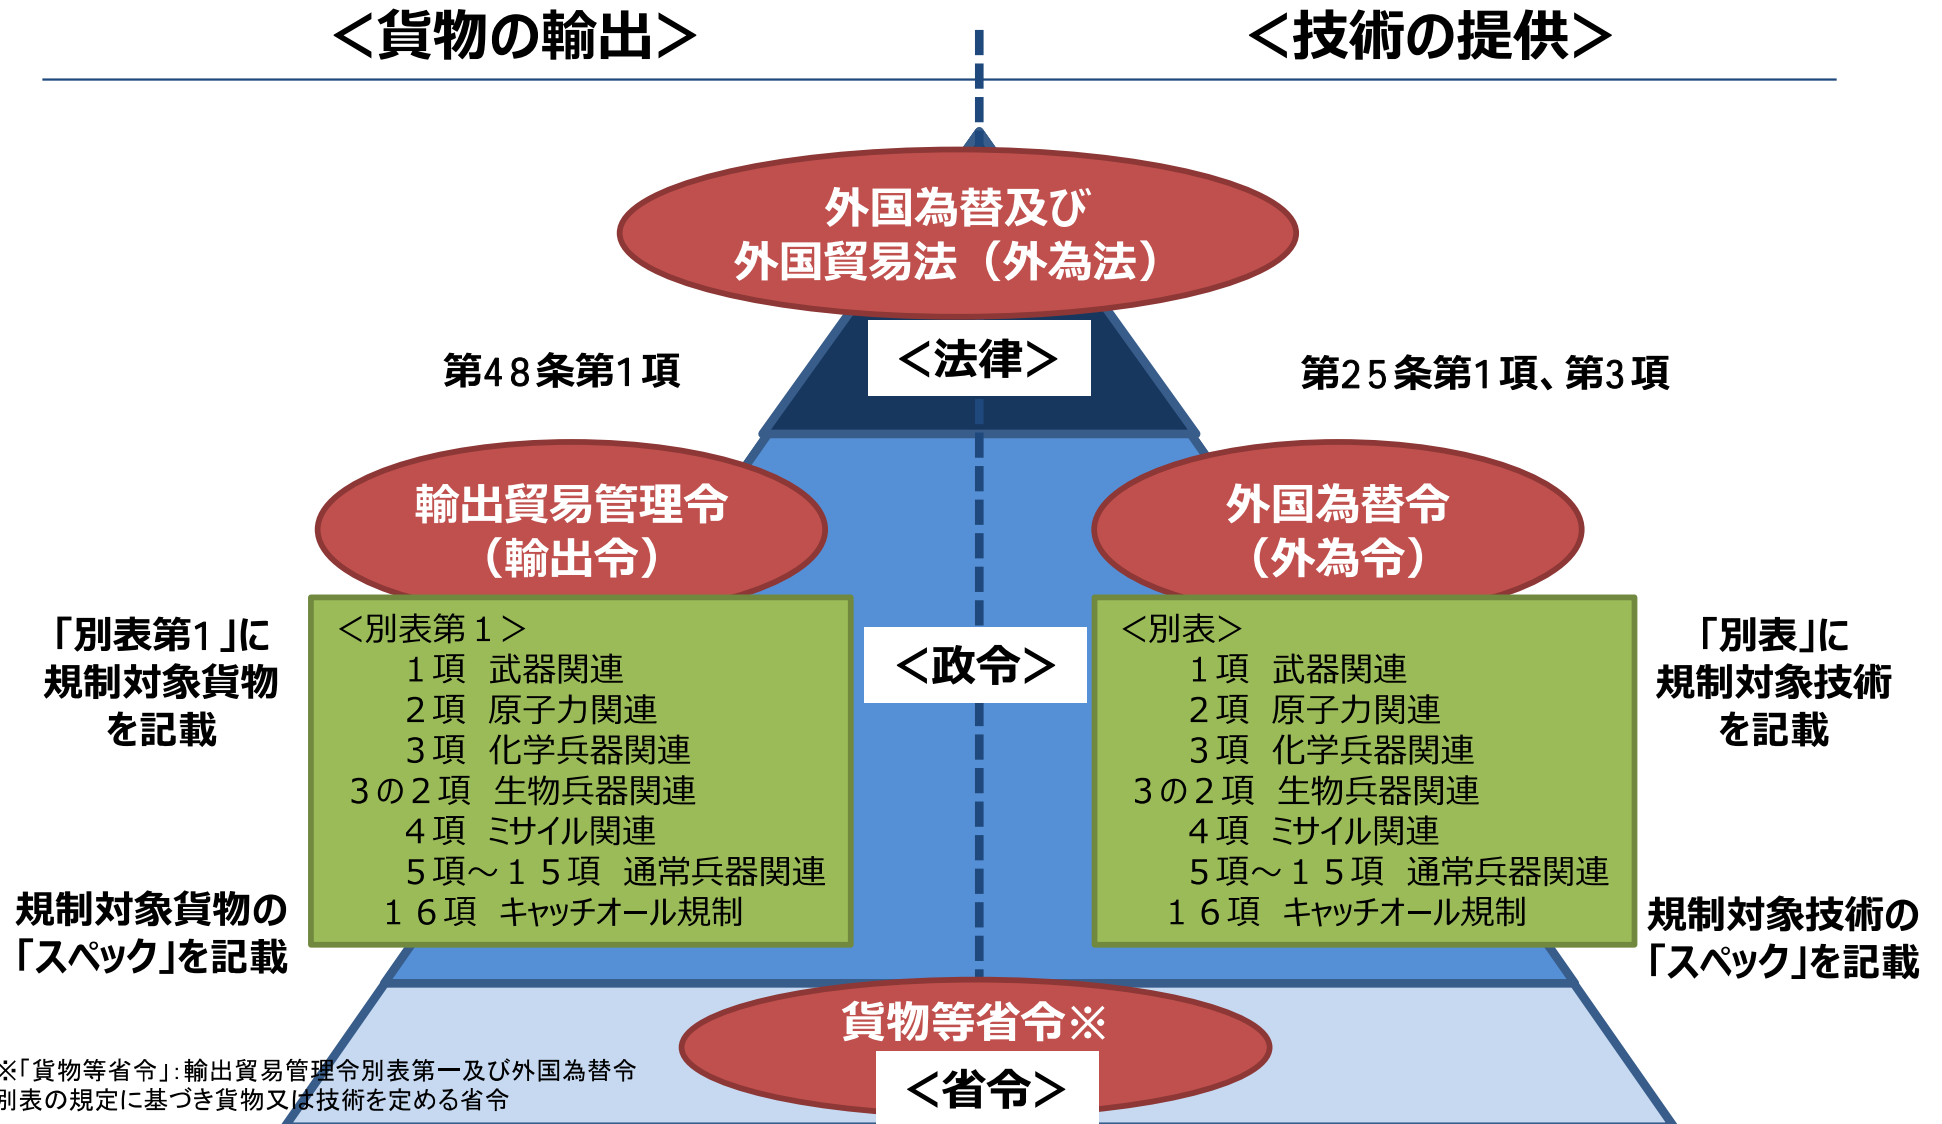 ＜貨物の輸出＞
＜技術の提供＞
外国為替及び
外国貿易法（外為法）
＜法律＞
第48条第1項
第25条第1項、第3項
輸出貿易管理令
（輸出令）
外国為替令
（外為令）
「別表第1」に
規制対象貨物
を記載
＜別表第１＞
１項 武器関連
２項 原子力関連
３項 化学兵器関連
３の２項 生物兵器関連
４項 ミサイル関連
５項～１５項 通常兵器関連
１６項 キャッチオール規制
＜政令＞
＜別表＞
１項 武器関連
２項 原子力関連
３項 化学兵器関連
３の２項 生物兵器関連
４項 ミサイル関連
５項～１５項 通常兵器関連
１６項 キャッチオール規制
「別表」に
規制対象技術
を記載
規制対象貨物の
「スペック」を記載
規制対象技術の
「スペック」を記載
貨物等省令※
＜省令＞
※「貨物等省令」：輸出貿易管理令別表第一及び外国為替令
別表の規定に基づき貨物又は技術を定める省令